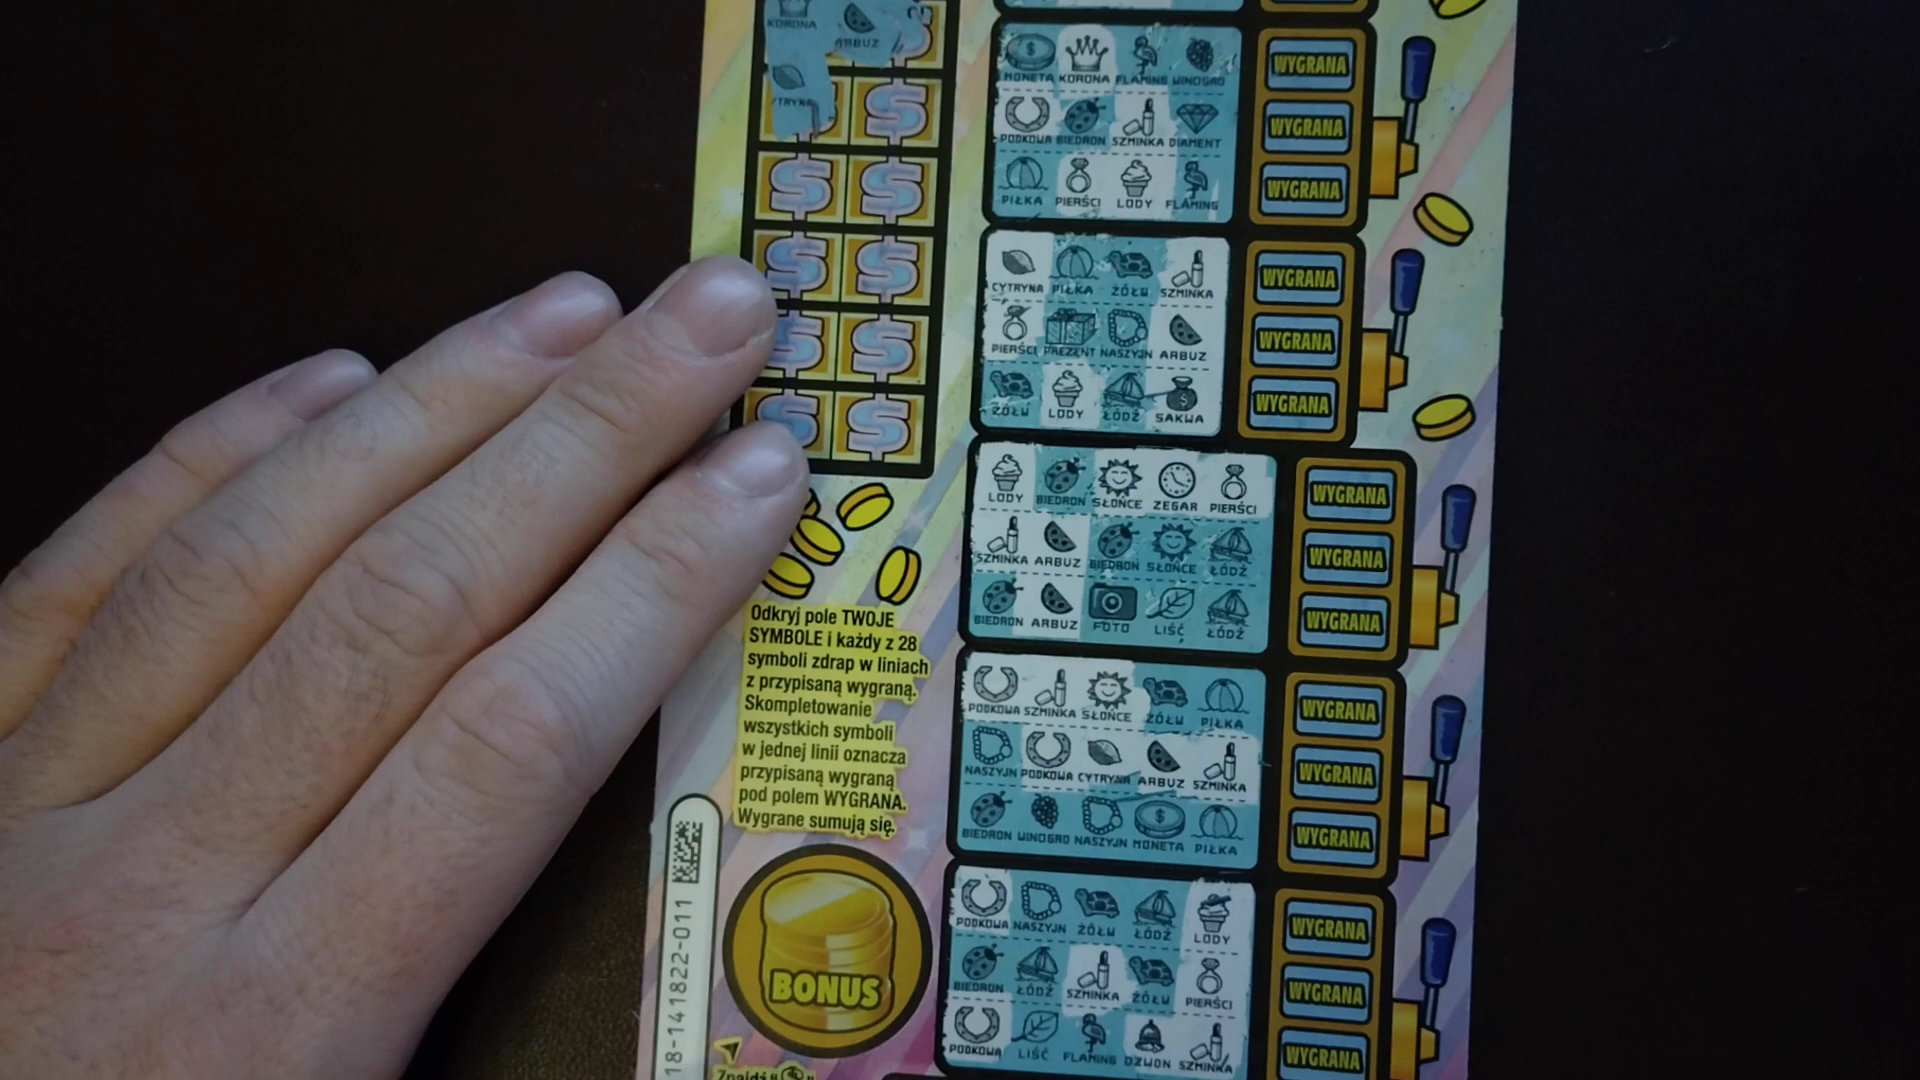 KORONA
ARBUZ
YTRYNA
MONETA KORONA FLAMING WINOGRO
PODKOWA BIEDRON SZMINKA DIAMENT
PIŁKA PIERŚCI LODY FLAMING
WYGRANA
WYGRANA
WYGRANA
CYTRYNA PIŁKA ŻÓŁW SZMINKA
PIERŚCI PREZENT NASZYJN ARBUZ
ŻÓŁW LODY ŁÓDŹ SAKWA
WYGRANA
WYGRANA
WYGRANA
LODY BIEDRON SŁOŃCE ZEGAR PIERŚCI
SZMINKA ARBUZ BIEDRON SŁOŃCE ŁÓDŹ
BIEDRON ARBUZ FOTO LIŚĆ ŁÓDŹ
WYGRANA
WYGRANA
WYGRANA
PODKOWA SZMINKA SŁOŃCE ŻÓŁW PIŁKA
NASZYJN PODKOWA CYTRYNA ARBUZ SZMINKA
BIEDRON WINOGRO NASZYJN MONETA PIŁKA
WYGRANA
WYGRANA
WYGRANA
PODKOWA NASZYJN ŻÓŁW ŁÓDŹ LODY
BIEDRON ŁÓDŹ SZMINKA ŻÓŁW PIERŚCI
PODKOWA LIŚĆ FLAMING DZWON SZMINKA
WYGRANA
WYGRANA
WYGRANA
Odkryj pole TWOJE
SYMBOLE i każdy z 28
symboli zdrap w liniach
z przypisaną wygraną.
Skompletowanie
wszystkich symboli
w jednej linii oznacza
przypisaną wygraną
pod polem WYGRANA.
Wygrane sumują się.
18-141822-011
BONUS
Znajdź "$"